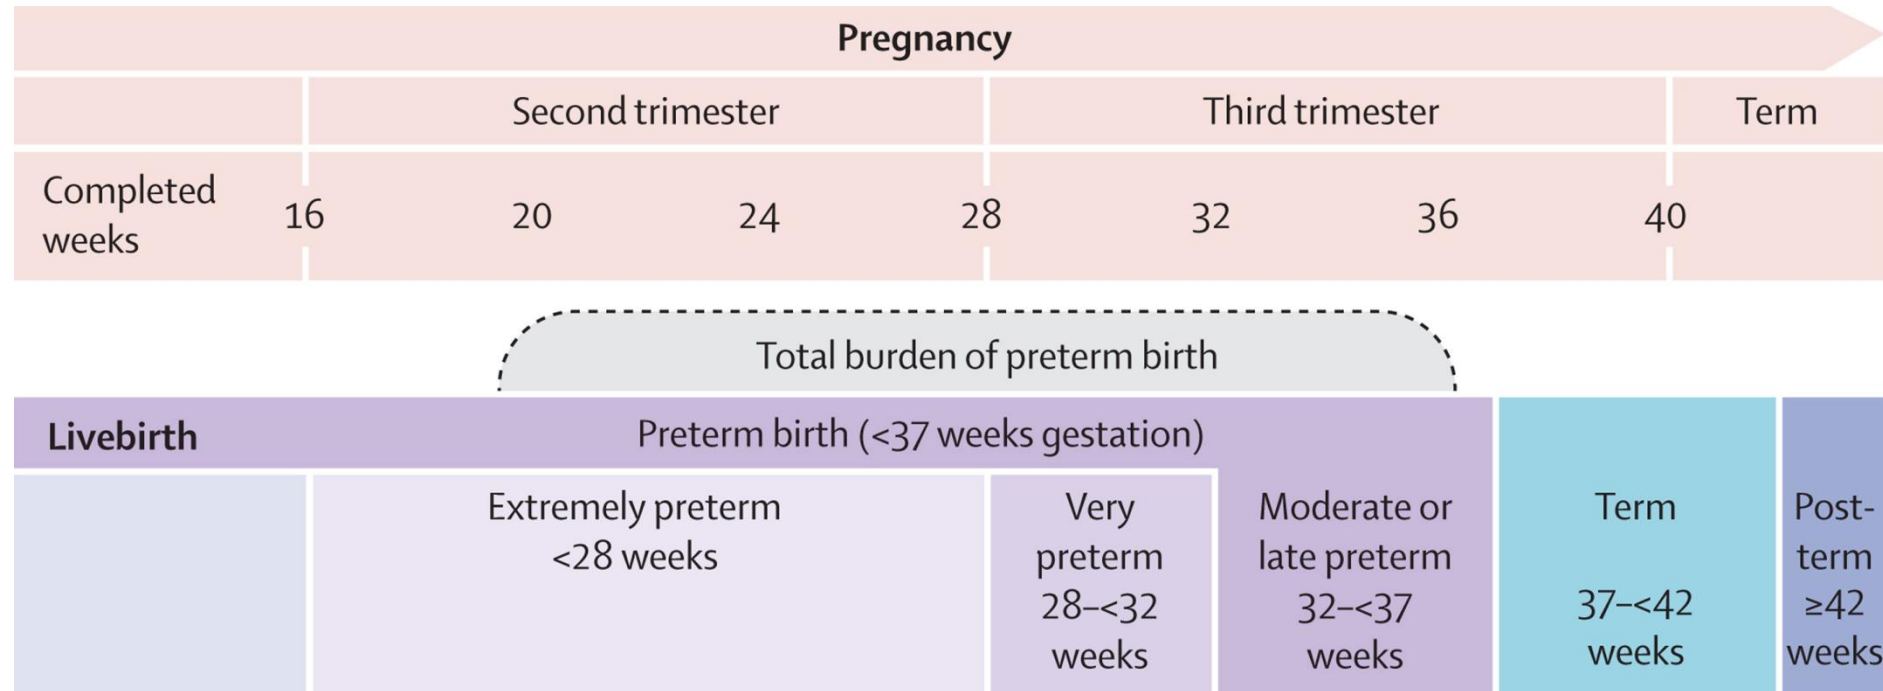 Pregnancy
Second trimester
Third trimester
Term
Completed
weeks
16
20
24
28
32
36
40
Total burden of preterm birth
Livebirth
Preterm birth (<37 weeks gestation)
Extremely preterm
<28 weeks
Very
preterm
28–<32
weeks
Moderate or
late preterm
32–<37
weeks
Term
37–<42
weeks
Post-
term
≥42
weeks